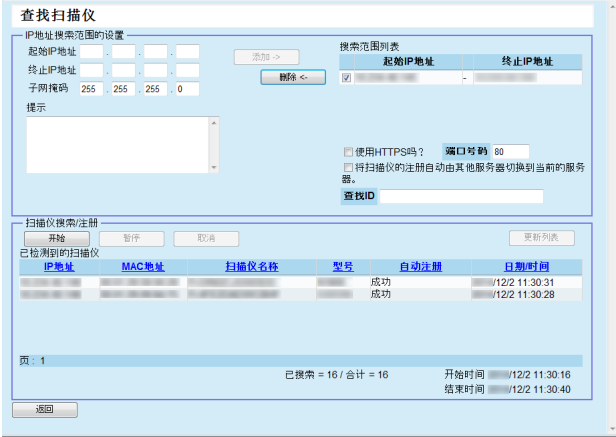 查找扫描仪
IP地址搜索范围的设置
起始IP地址 . . .
终止IP地址 . . .
子网掩码 255 . 255 . 255 . 0
提示
添加 ->
删除 <-
搜索范围列表
起始IP地址 终止IP地址
-
使用HTTPS吗? 端口号码 80
将扫描仪的注册自动由其他服务器切换到当前的服务
器。
查找ID
扫描仪搜索/注册
开始 暂停 取消 更新列表
已检测到的扫描仪
IP地址 MAC地址 扫描仪名称 型号 自动注册 日期/时间
成功 /12/2 11:30:31
成功 /12/2 11:30:28
页: 1
已搜索 = 16 / 合计 = 16 开始时间 /12/2 11:30:16
结束时间 /12/2 11:30:40
返回